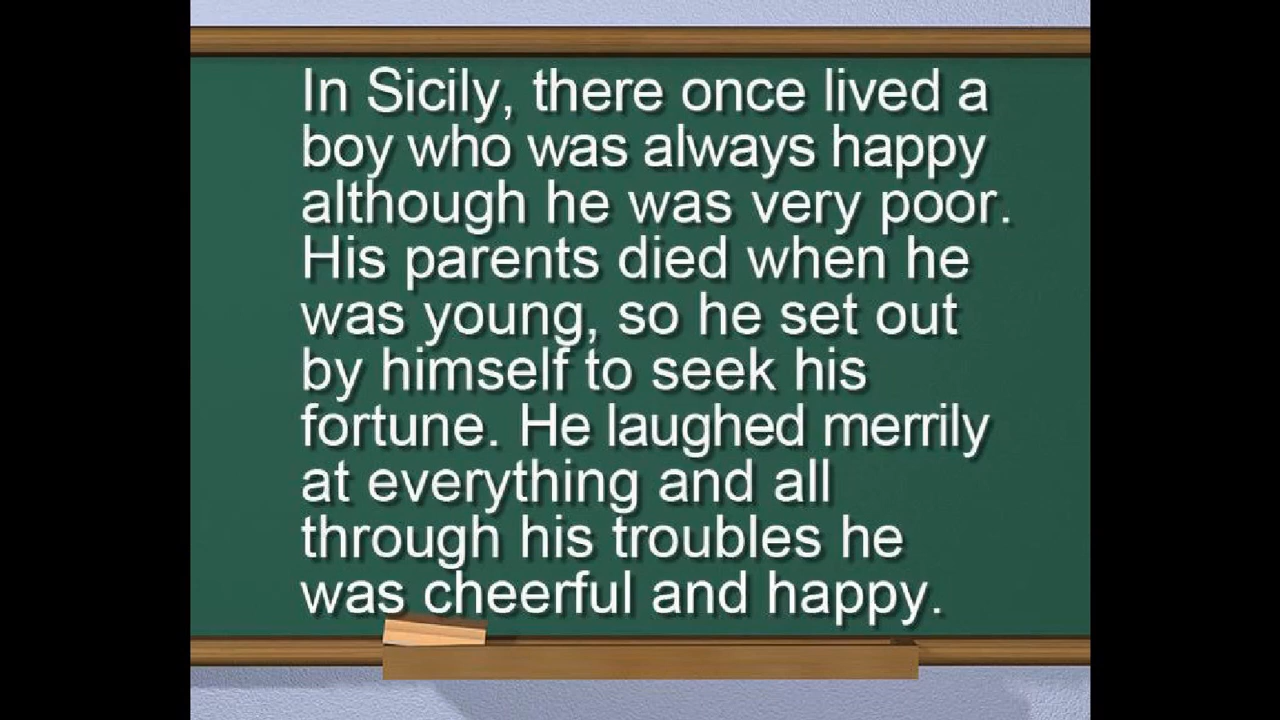 In Sicily, there once lived a
boy who was always happy
although he was very poor.
His parents died when he
was young, so he set out
by himself to seek his
fortune. He laughed merrily
at everything and all
through his troubles he
was cheerful and happy.